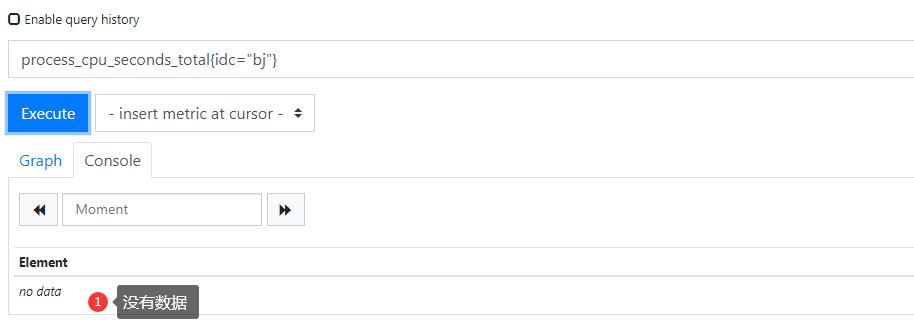 Enable query history
process_cpu_seconds_total{idc="bj"}
Execute
- insert metric at cursor -
Graph
Console
Moment
Element
no data
1
没有数据